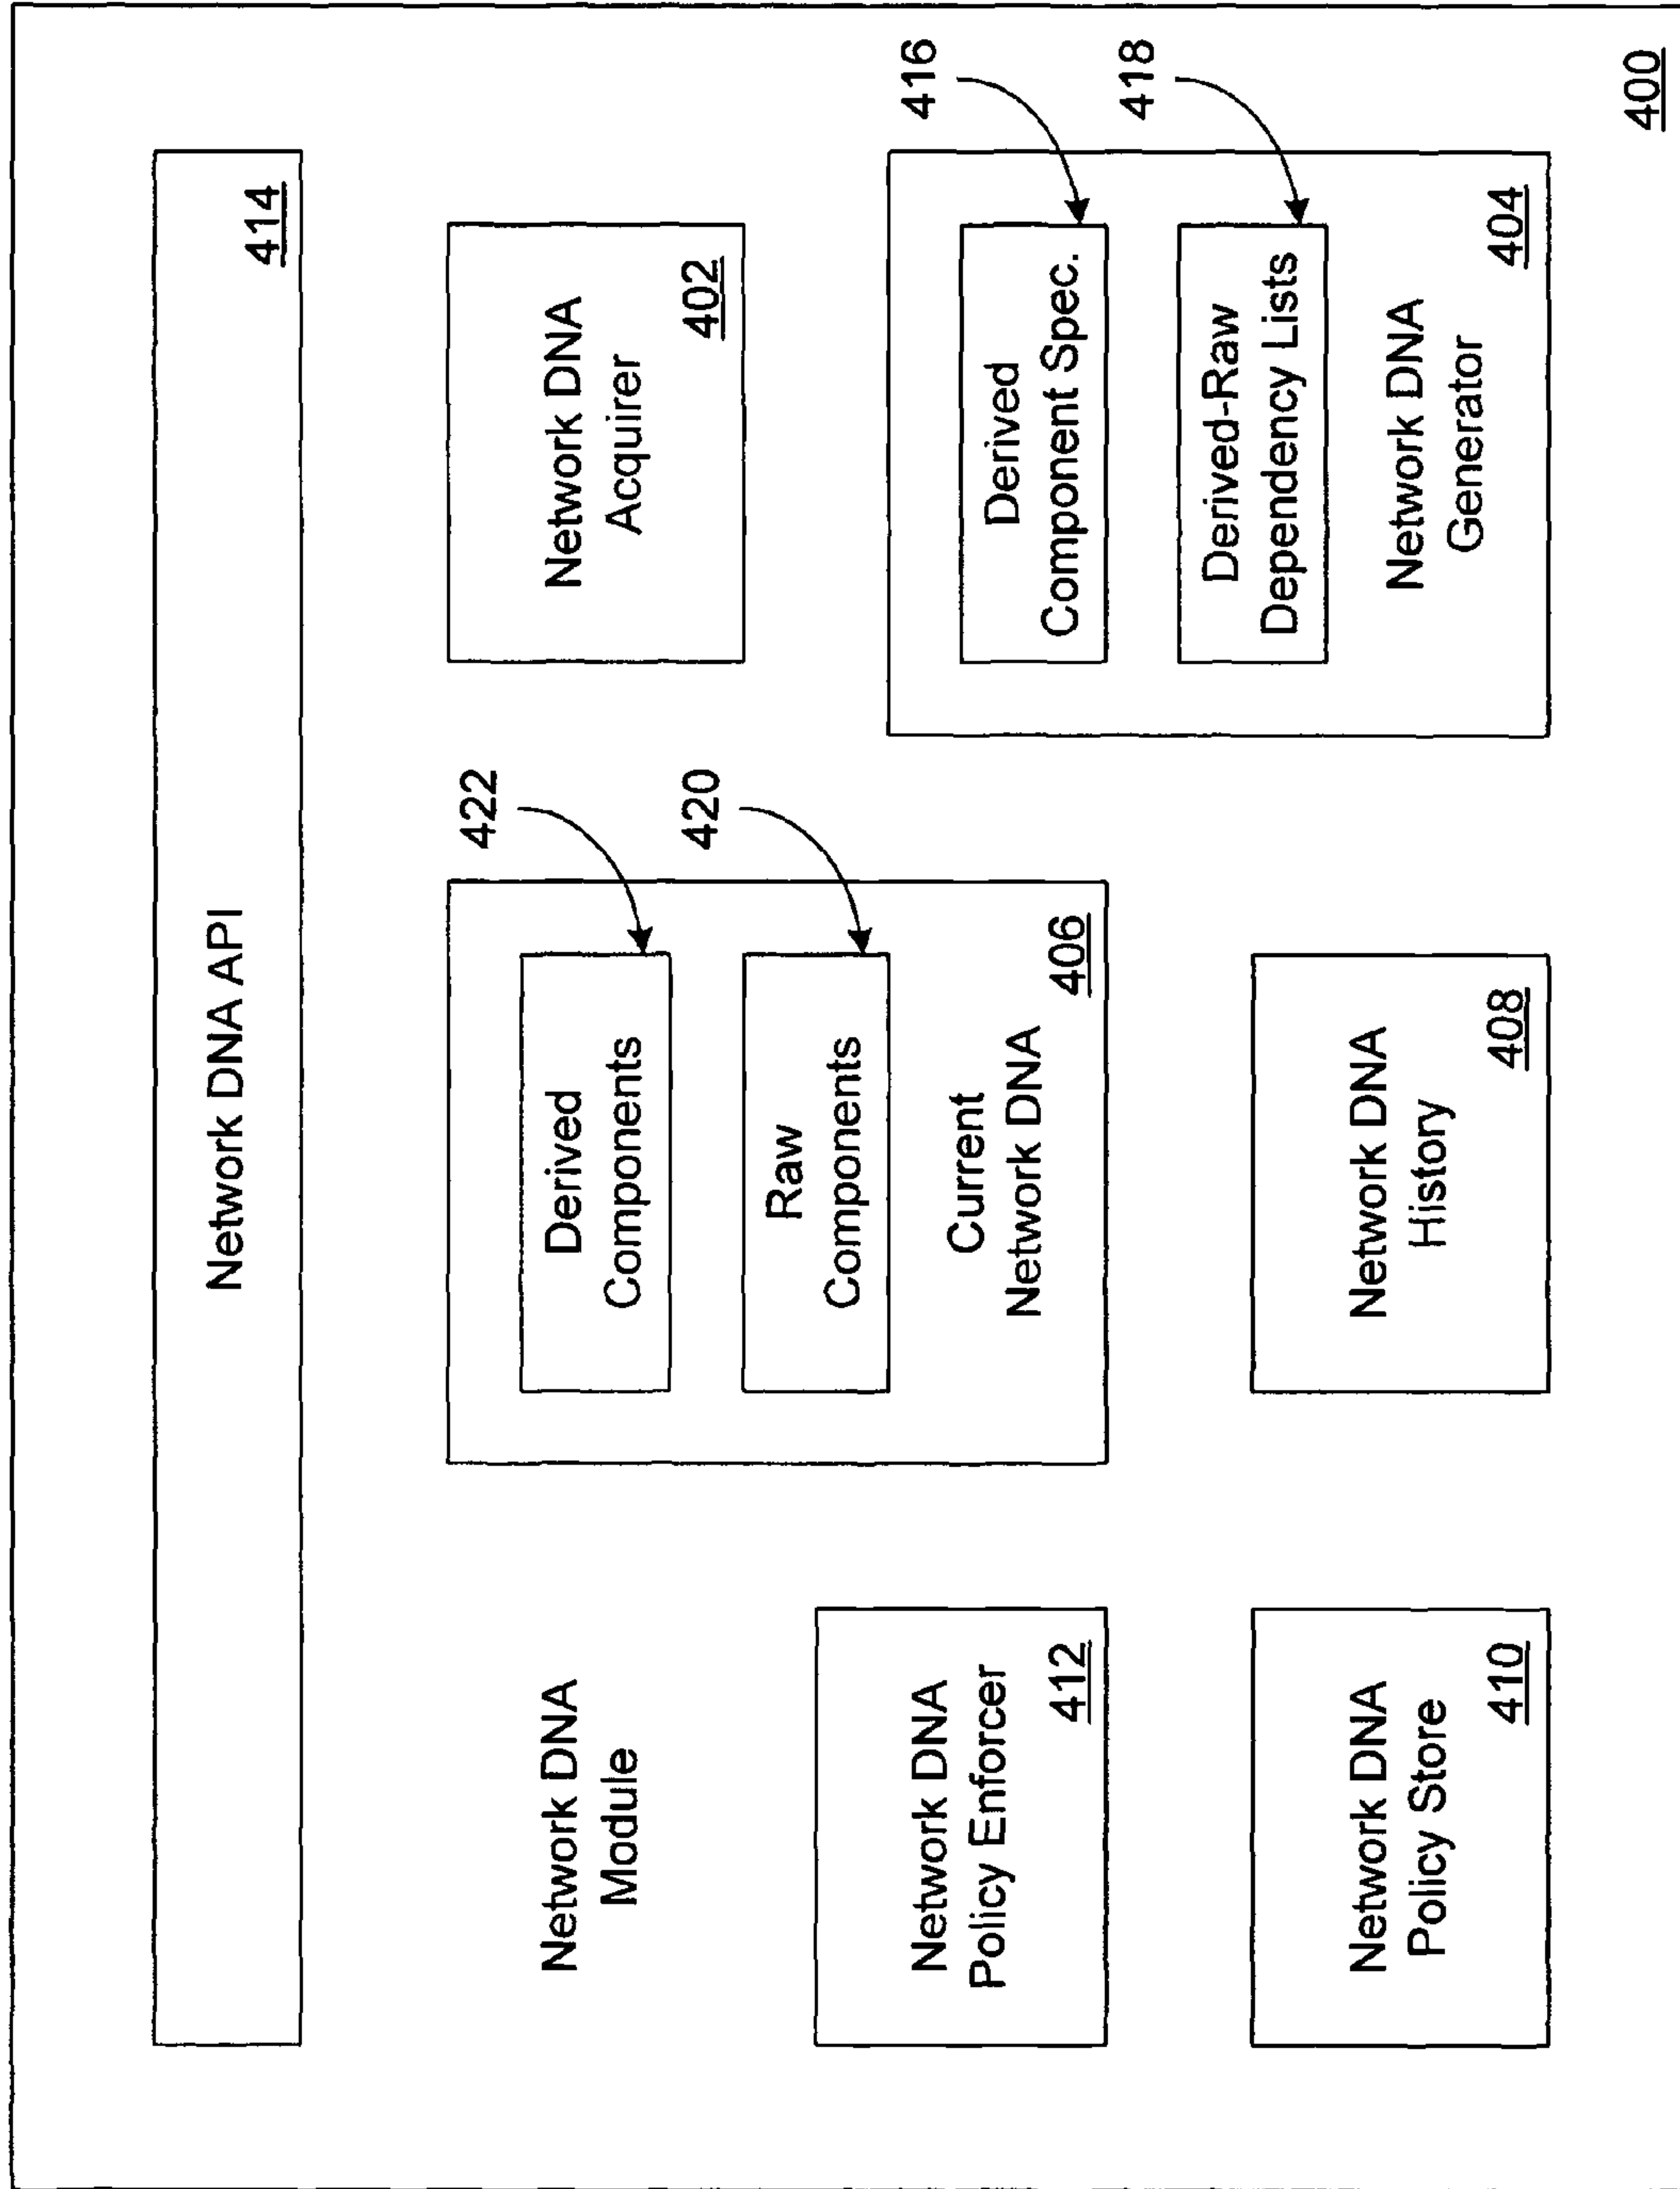 Network DNA API
414
Network DNA
Module
422
Derived
Components
420
Raw
Components
Current
Network DNA
406
Network DNA
Acquirer
402
Network DNA
Policy Enforcer
412
416
Derived
Component Spec.
418
Derived-Raw
Dependency Lists
Network DNA
Generator
404
Network DNA
Policy Store
410
Network DNA
History
408
400